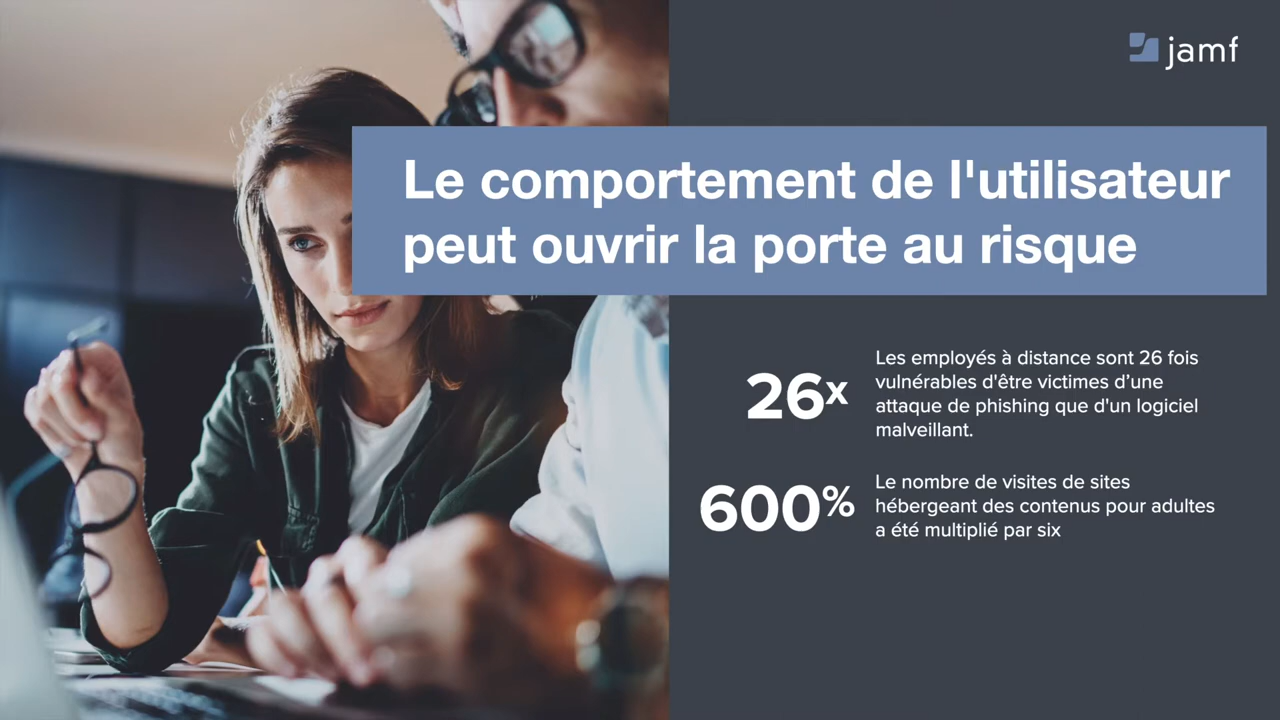 jamf
Le comportement de l'utilisateur
peut ouvrir la porte au risque
26x
Les employés à distance sont 26 fois
vulnérables d'être victimes d’une
attaque de phishing que d'un logiciel
malveillant.
600%
Le nombre de visites de sites
hébergeant des contenus pour adultes
a été multiplié par six